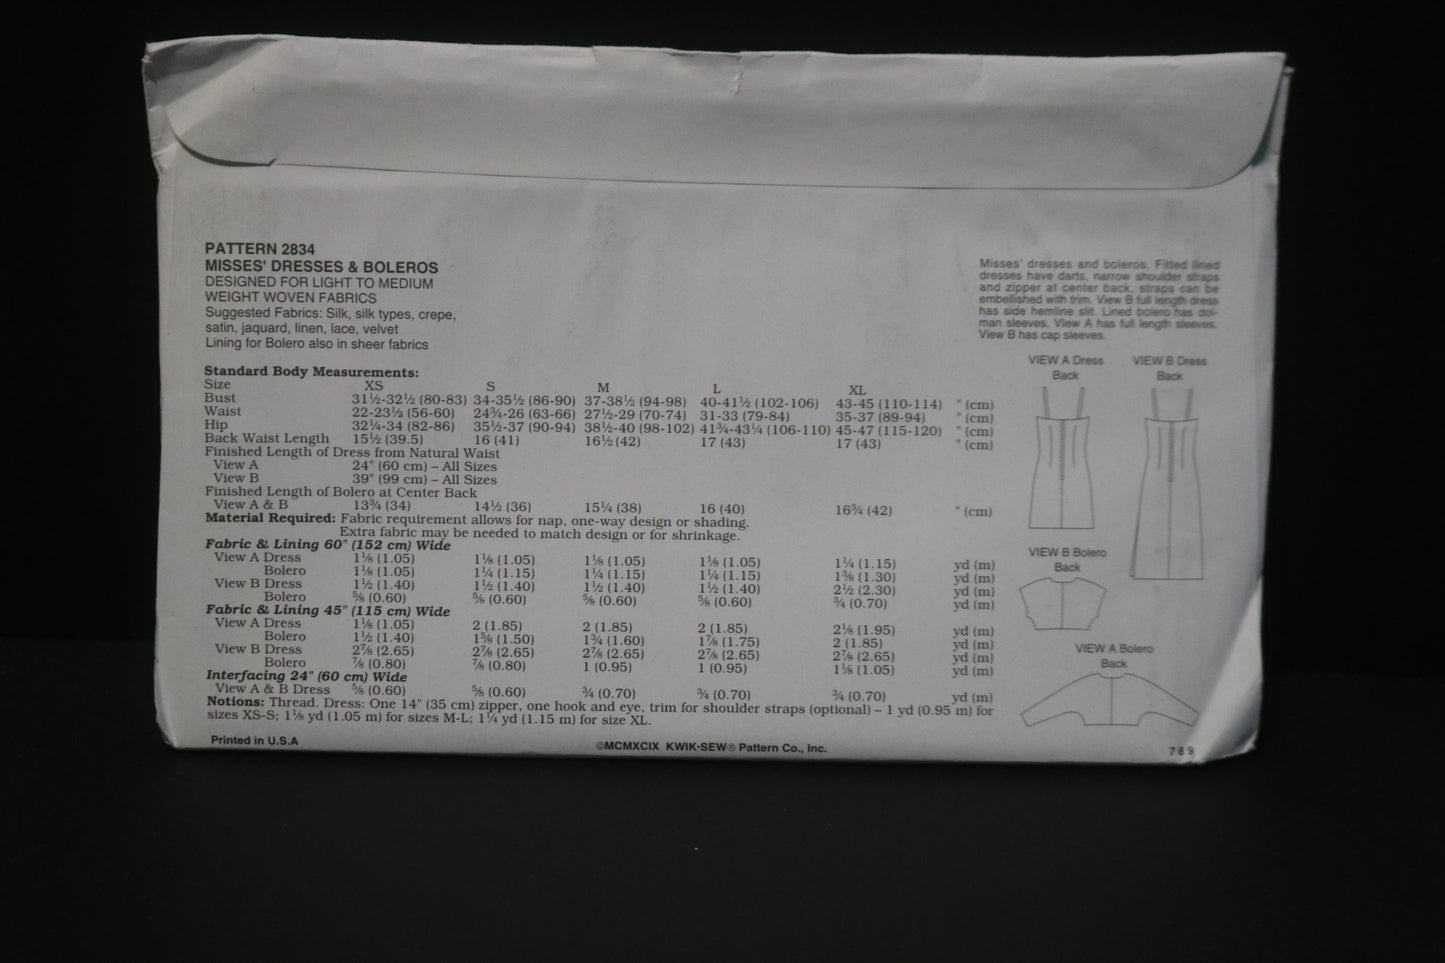 PATTERN 2834
MISSES' DRESSES & BOLEROS
DESIGNED FOR LIGHT TO MEDIUM
WEIGHT WOVEN FABRICS
Suggested Fabrics: Silk, silk types, crepe,
satin, jaquard, linen, lace, velvet
Lining for Bolero also in sheer fabrics
Misses' dresses and boleros. Fitted lined
dresses have darts, narrow shoulder straps
and zipper at center back, straps can be
embellished with trim. View B full length dress
has side hemline slit. Lined bolero has dol-
man sleeves. View A has full length sleeves.
View B has cap sleeves.
Standard Body Measurements:
Size XS S M L XL
Bust 31½-32½ (80-83) 34-35½ (86-90) 37-38½ (94-98) 40-41½ (102-106) 43-45 (110-114) " (cm)
Waist 22-23½ (56-60) 24¾-26 (63-66) 27½-29 (70-74) 31-33 (79-84) 35-37 (89-94) " (cm)
Hip 32¼-34 (82-86) 35½-37 (90-94) 38½-40 (98-102) 41¾-43¼ (106-110) 45-47 (115-120) " (cm)
Back Waist Length 15½ (39.5) 16 (41) 16½ (42) 17 (43) 17 (43) " (cm)
Finished Length of Dress from Natural Waist
View A 24" (60 cm) – All Sizes
View B 39" (99 cm) – All Sizes
Finished Length of Bolero at Center Back
View A & B 13¾ (34) 14½ (36) 15¼ (38) 16 (40) 16¾ (42) " (cm)
Material Required: Fabric requirement allows for nap, one-way design or shading.
Extra fabric may be needed to match design or for shrinkage.
Fabric & Lining 60" (152 cm) Wide
View A Dress 1⅛ (1.05) 1⅛ (1.05) 1⅛ (1.05) 1⅛ (1.05) 1¼ (1.15) yd (m)
Bolero 1⅛ (1.05) 1¼ (1.15) 1¼ (1.15) 1¼ (1.15) 1⅜ (1.30) yd (m)
View B Dress 1½ (1.40) 1½ (1.40) 1½ (1.40) 1½ (1.40) 2½ (2.30) yd (m)
Bolero ⅝ (0.60) ⅝ (0.60) ⅝ (0.60) ⅝ (0.60) ¾ (0.70) yd (m)
Fabric & Lining 45" (115 cm) Wide
View A Dress 1⅛ (1.05) 2 (1.85) 2 (1.85) 2 (1.85) 2⅛ (1.95) yd (m)
Bolero 1½ (1.40) 1⅝ (1.50) 1¾ (1.60) 1⅞ (1.75) 2 (1.85) yd (m)
View B Dress 2⅞ (2.65) 2⅞ (2.65) 2⅞ (2.65) 2⅞ (2.65) 2⅞ (2.65) yd (m)
Bolero ⅞ (0.80) ⅞ (0.80) 1 (0.95) 1 (0.95) 1⅛ (1.05) yd (m)
Interfacing 24" (60 cm) Wide
View A & B Dress ⅝ (0.60) ⅝ (0.60) ¾ (0.70) ¾ (0.70) ¾ (0.70) yd (m)
Notions: Thread. Dress: One 14" (35 cm) zipper, one hook and eye, trim for shoulder straps (optional) – 1 yd (0.95 m) for
sizes XS-S; 1⅛ yd (1.05 m) for sizes M-L; 1¼ yd (1.15 m) for size XL.
VIEW A Dress
Back
VIEW B Dress
Back
VIEW B Bolero
Back
VIEW A Bolero
Back
Printed in U.S.A
©MCMXCIX KWIK•SEW® Pattern Co., Inc.
789